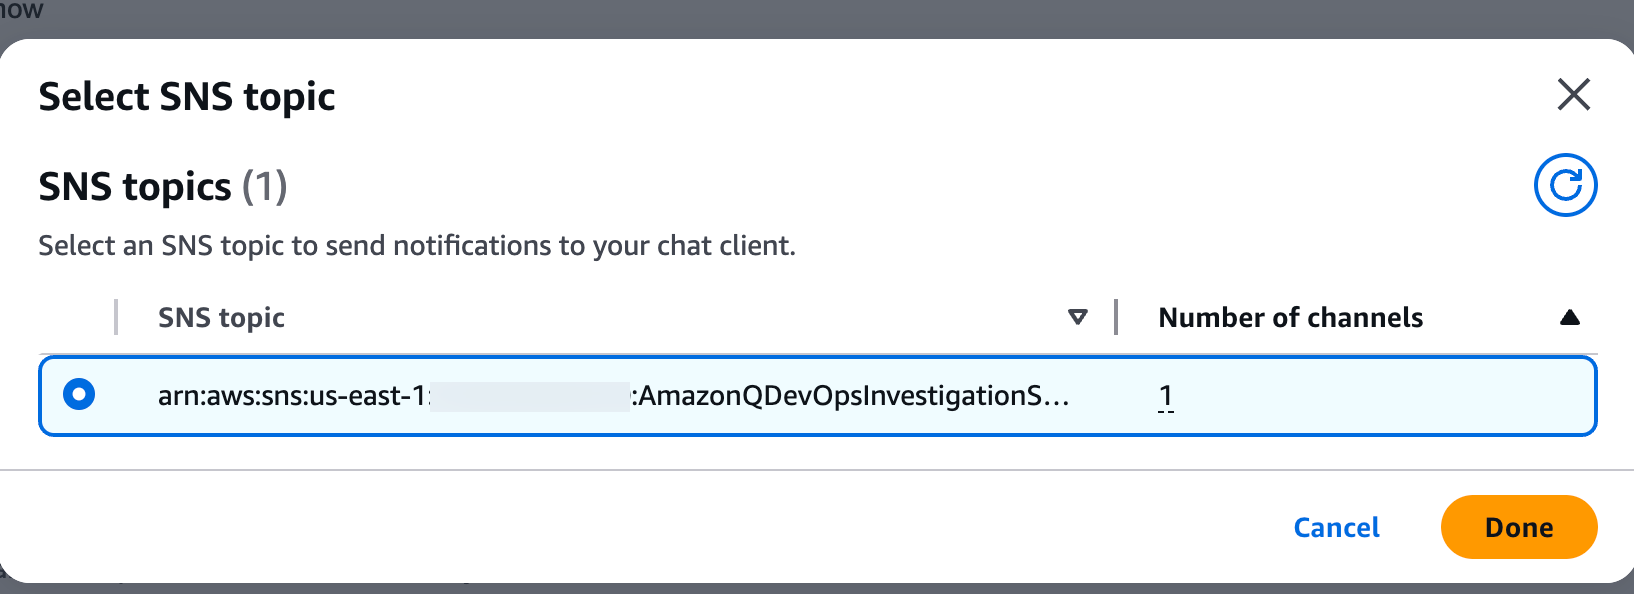 now
Select SNS topic
SNS topics (1)
Select an SNS topic to send notifications to your chat client.
SNS topic
Number of channels
arn:aws:sns:us-east-1: :AmazonQDevOpsInvestigationS...
1
Cancel
Done